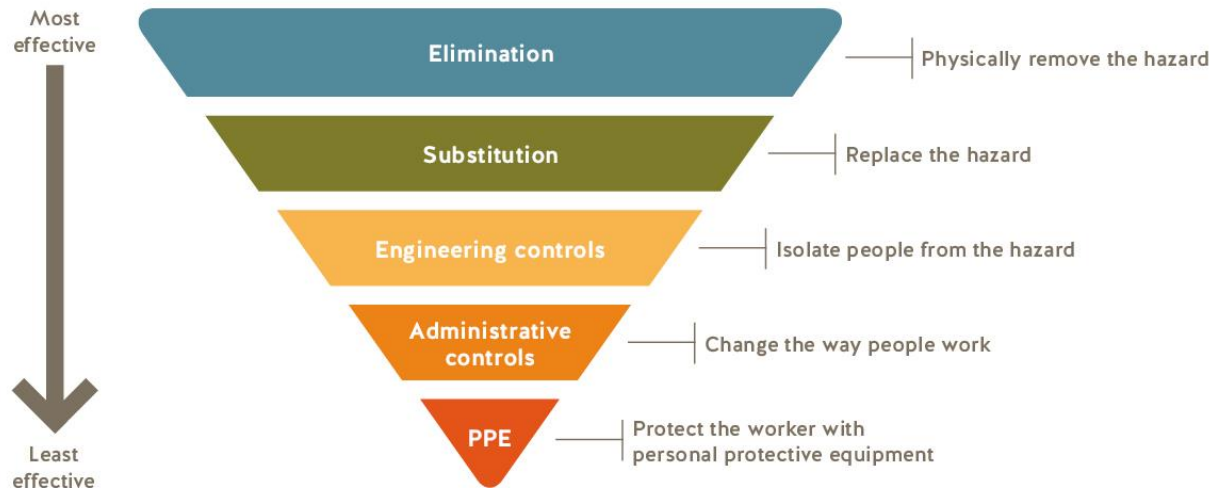 Most
effective
Elimination
Physically remove the hazard
Substitution
Replace the hazard
Engineering controls
Isolate people from the hazard
Administrative
controls
Change the way people work
PPE
Protect the worker with
personal protective equipment
Least
effective